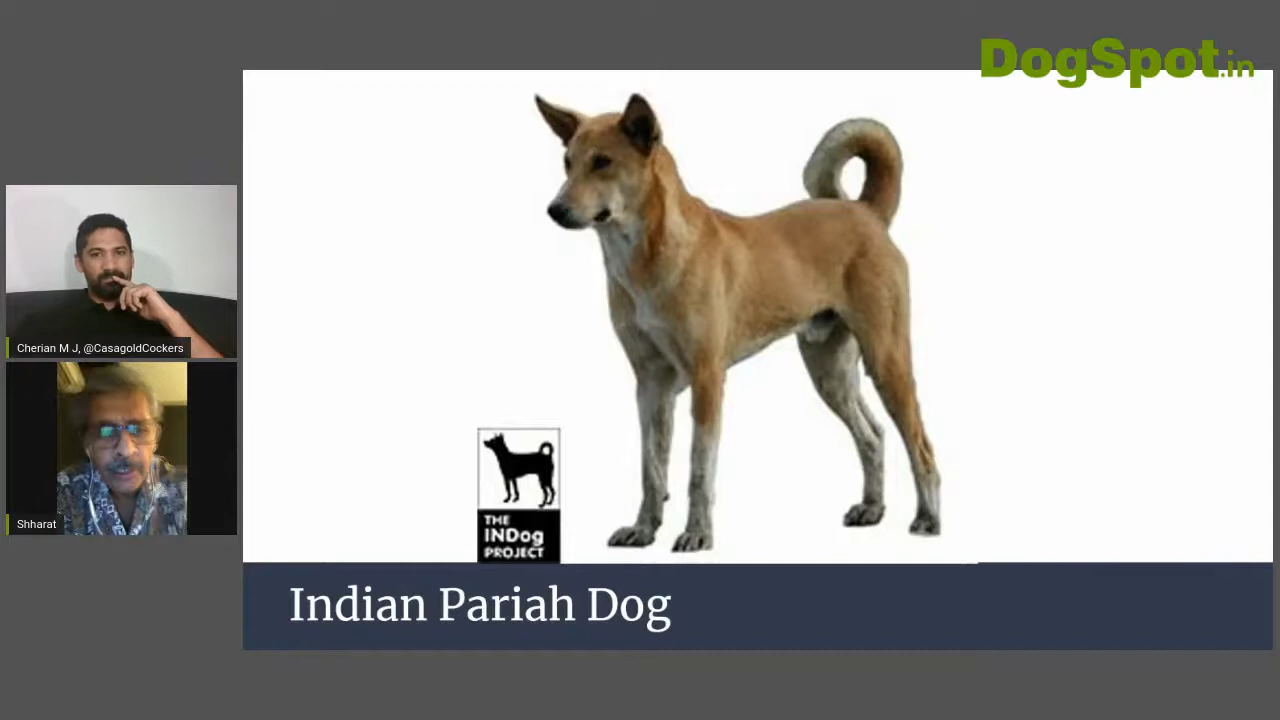 DogSpot.in
Cherian M J, @CasagoldCockers
Shharat
THE
INDog
PROJECT
Indian Pariah Dog